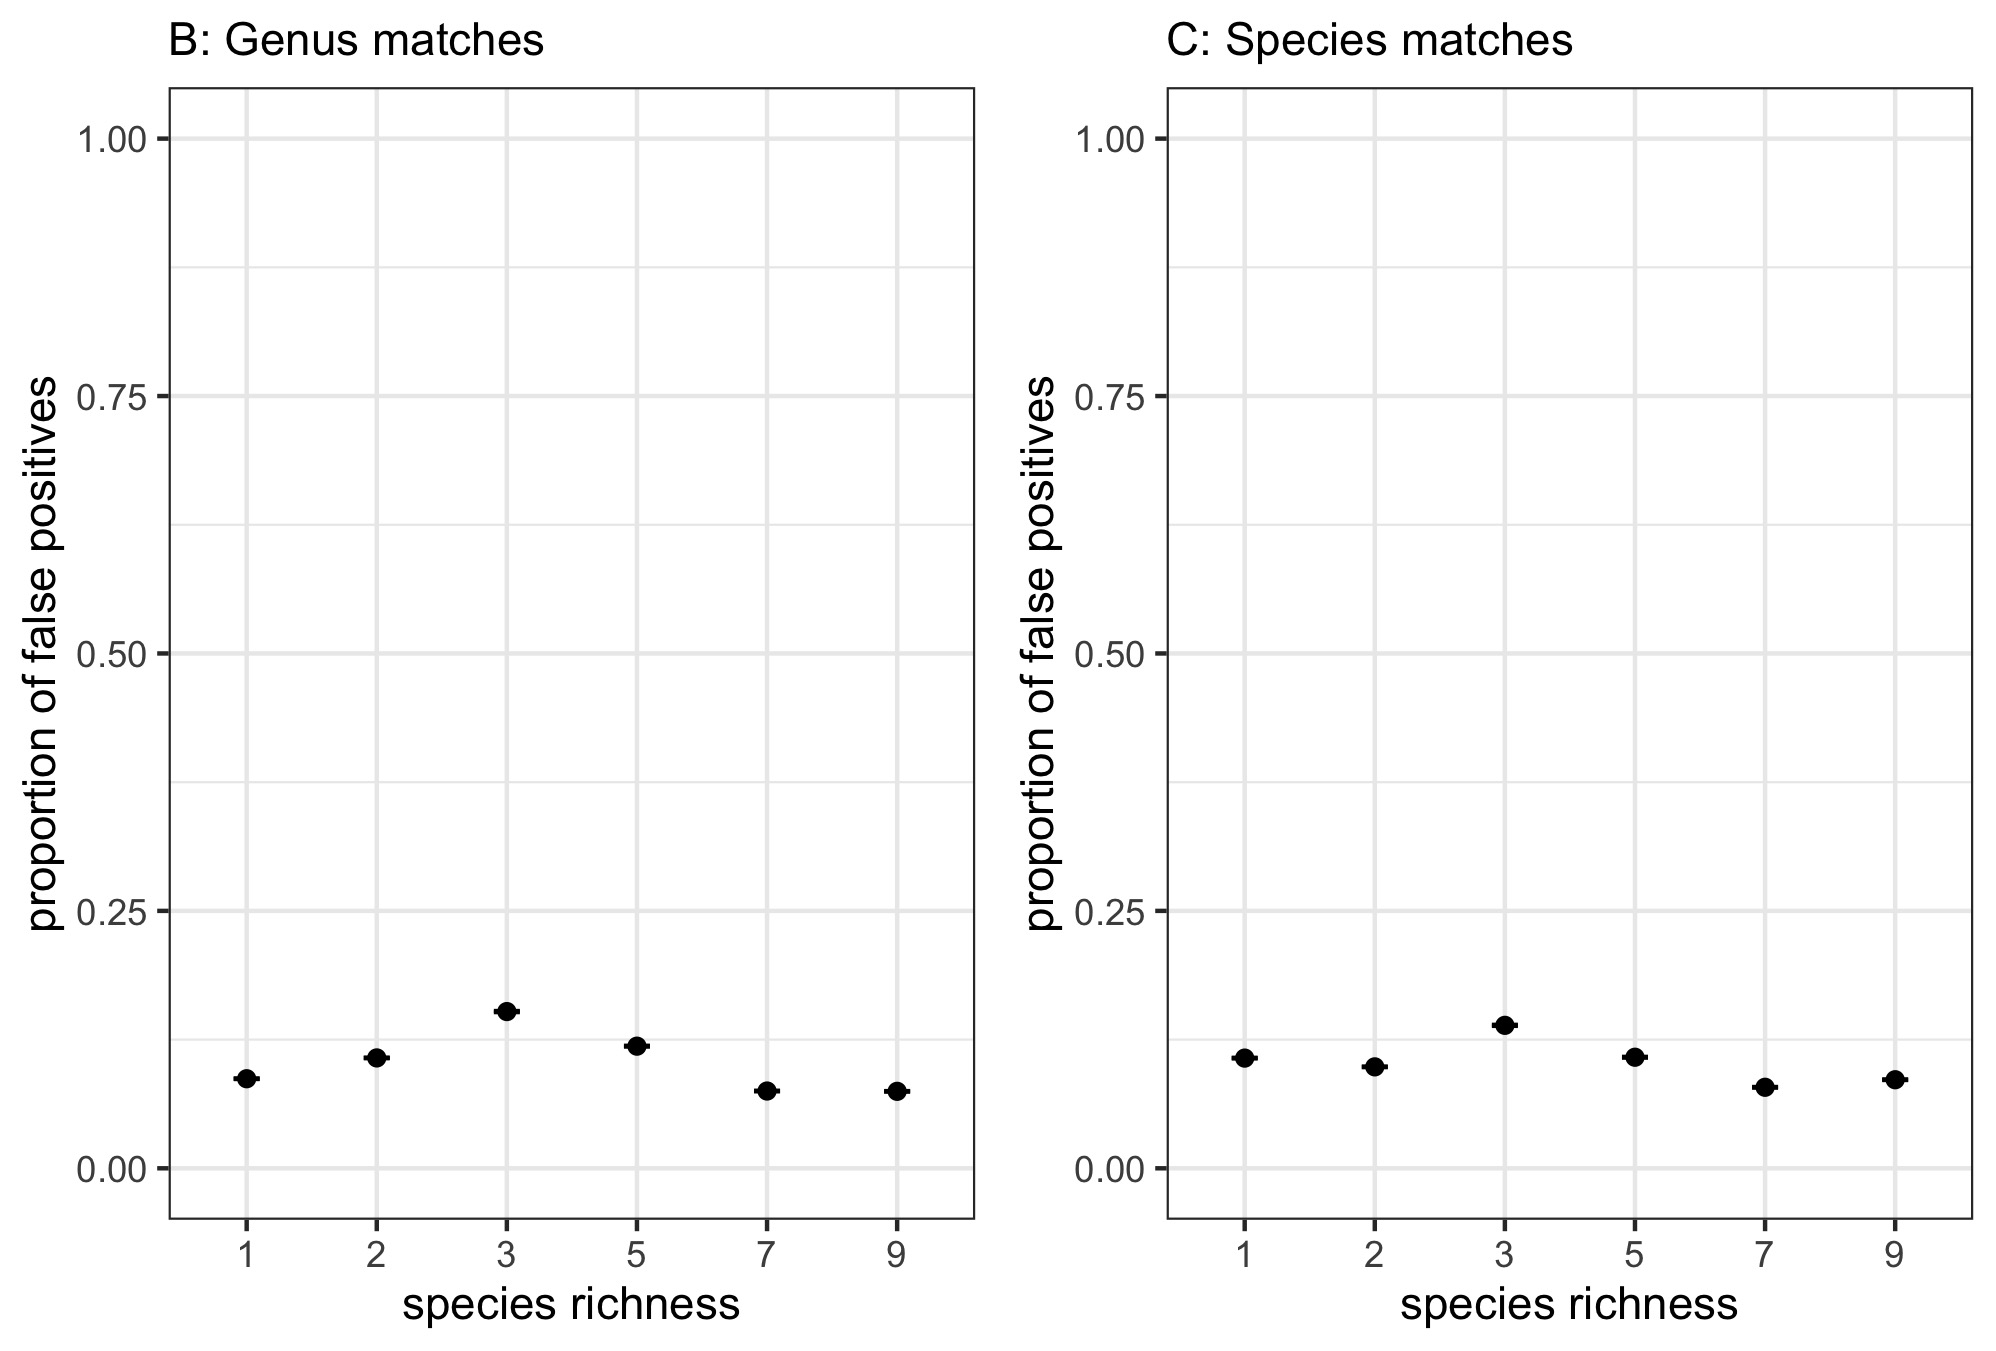 B: Genus matches
proportion of false positives
1.00
0.75
0.50
0.25
0.00
1 2 3 5 7 9
species richness
C: Species matches
proportion of false positives
1.00
0.75
0.50
0.25
0.00
1 2 3 5 7 9
species richness